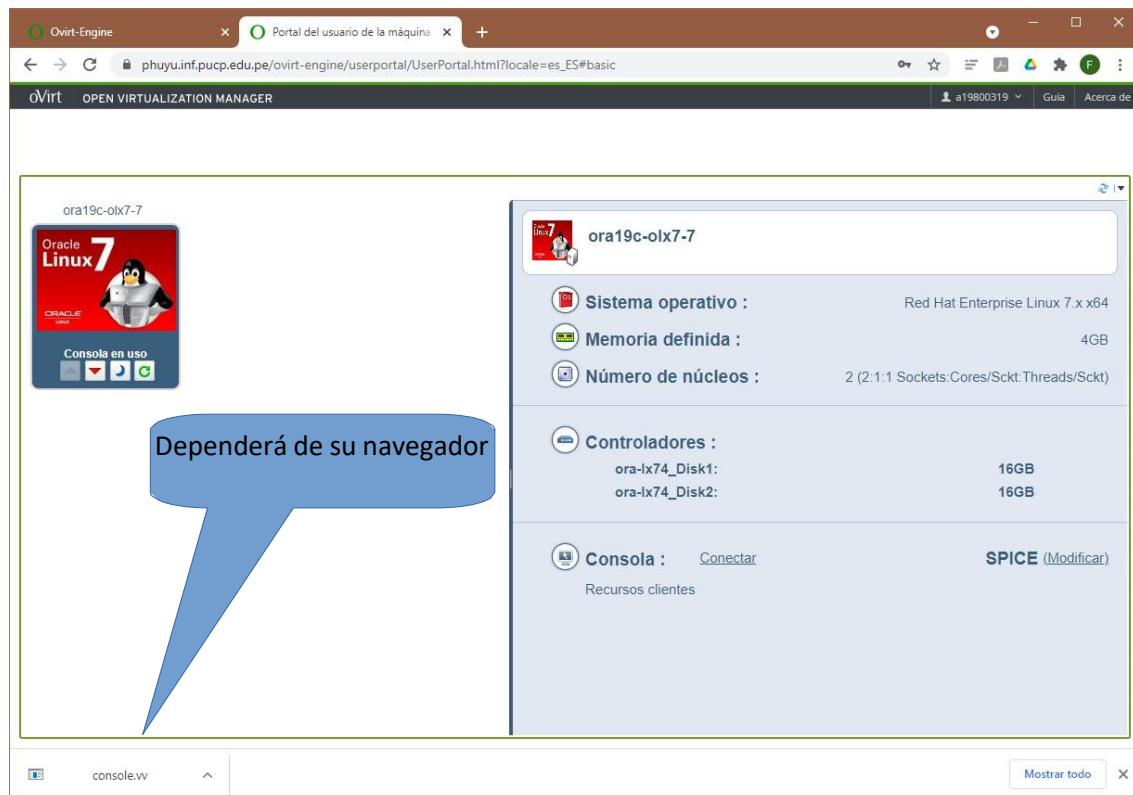 Ovirt-Engine
Portal del usuario de la máquina
phuyu.inf.pucp.edu.pe/ovirt-engine/userportal/UserPortal.html?locale=es_ES#basic
F
oVirt OPEN VIRTUALIZATION MANAGER
a19800319
Guía
Acerca de
ora19c-olx7-7
Oracle
Linux 7
ORACLE
LINUX
Consola en uso
Dependerá de su navegador
ora19c-olx7-7
Sistema operativo :
Red Hat Enterprise Linux 7.x x64
Memoria definida :
4GB
Número de núcleos :
2 (2:1:1 Sockets:Cores/Sckt:Threads/Sckt)
Controladores :
ora-lx74_Disk1:
16GB
ora-lx74_Disk2:
16GB
Consola :
Conectar
SPICE (Modificar)
Recursos clientes
console.vv
Mostrar todo